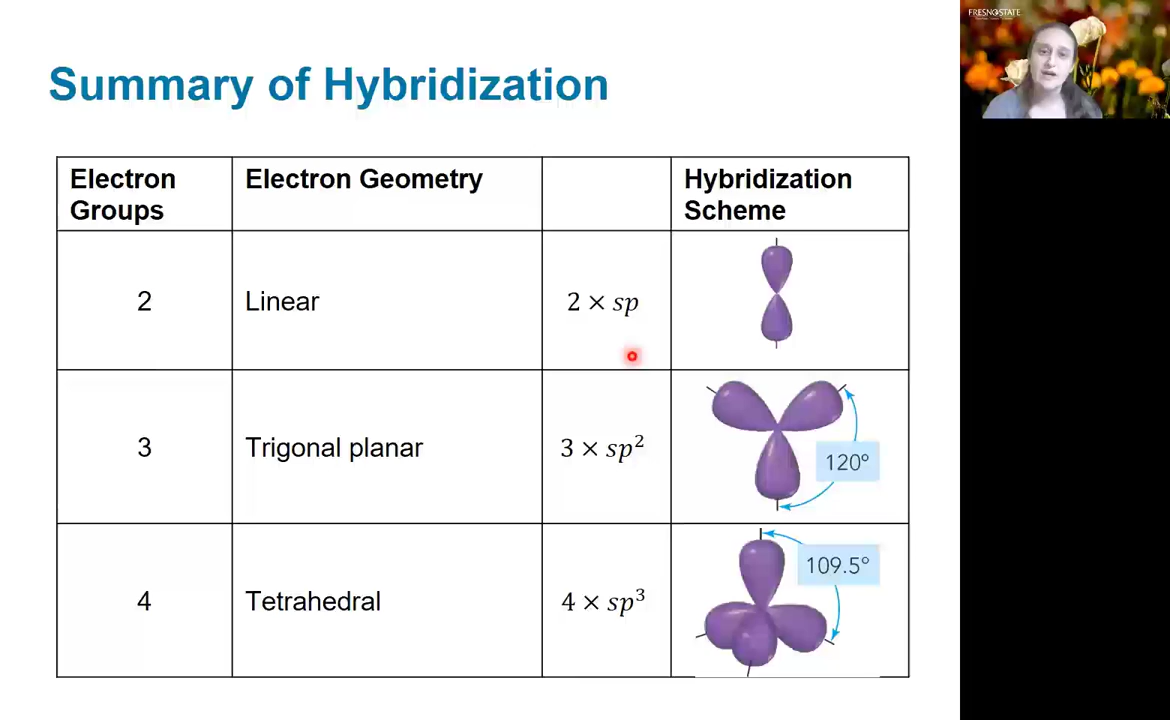 FRESNO STATE
Summary of Hybridization
Electron Groups
Electron Geometry
Hybridization Scheme
2
Linear
2 × sp
3
Trigonal planar
3 × sp²
120°
4
Tetrahedral
4 × sp³
109.5°